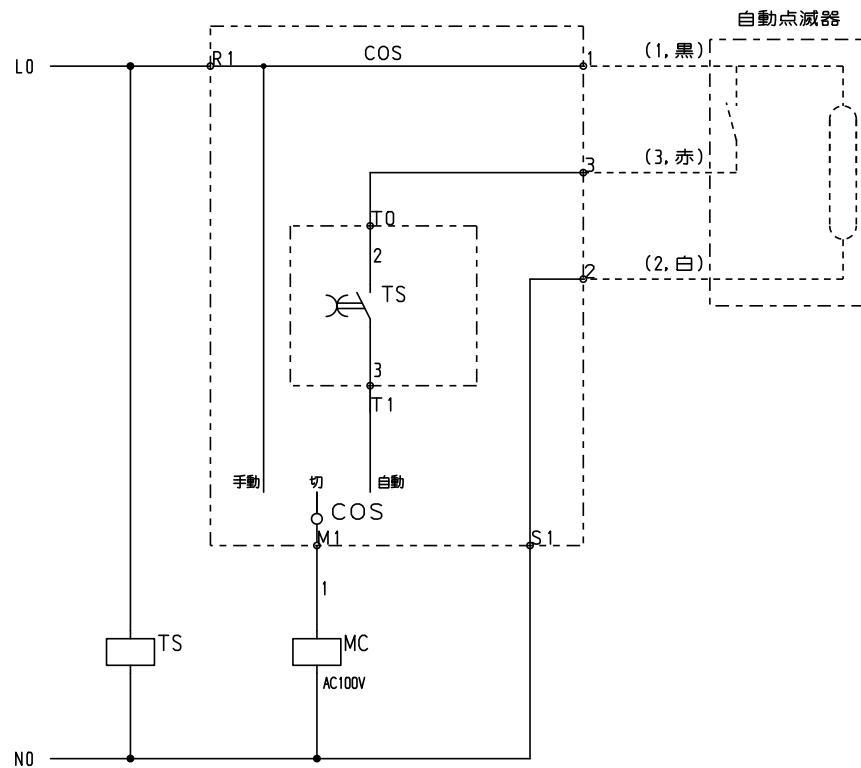 自動点滅器
L0
R1
COS
1
(1,黒)
3
(3,赤)
T0
2
TS
2
(2,白)
3
T1
手動
切
自動
COS
M1
S1
1
TS
MC
AC100V
N0